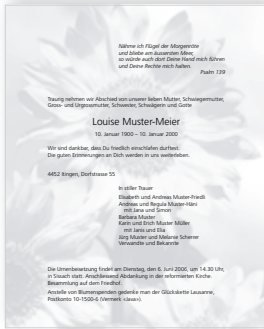 Nähme ich Flügel der Morgenröte
und bliebe am äussersten Meer,
so würde auch dort Deine Hand mich führen
und Deine Rechte mich halten.
Psalm 139
Traurig nehmen wir Abschied von unserer lieben Mutter, Schwiegermutter,
Gross- und Urgrossmutter, Schwester, Schwägerin und Gotte
Louise Muster-Meier
10. Januar 1900 – 10. Januar 2000
Wir sind dankbar, dass Du friedlich einschlafen durftest.
Die guten Erinnerungen an Dich werden in uns weiterleben.
4452 Itingen, Dorfstrasse 55
In stiller Trauer
Elisabeth und Andreas Muster-Friedli
Andreas und Regula Muster-Häni
mit Jana und Simon
Barbara Muster
Karin und Erich Muster Müller
mit Janis und Elia
Jürg Muster und Melanie Scherrer
Verwandte und Bekannte
Die Urnenbeisetzung findet am Dienstag, den 6. Juni 2006, um 14.30 Uhr,
in Sissach statt. Anschliessend Abdankung in der reformierten Kirche.
Besammlung auf dem Friedhof.
Anstelle von Blumenspenden gedenke man der Glückskette Lausanne,
Postkonto 10-1500-6 (Vermerk